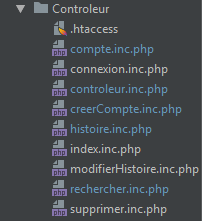 Controleur
.htaccess
compte.inc.php
connexion.inc.php
controleur.inc.php
creerCompte.inc.php
histoire.inc.php
index.inc.php
modifierHistoire.inc.php
rechercher.inc.php
supprimer.inc.php